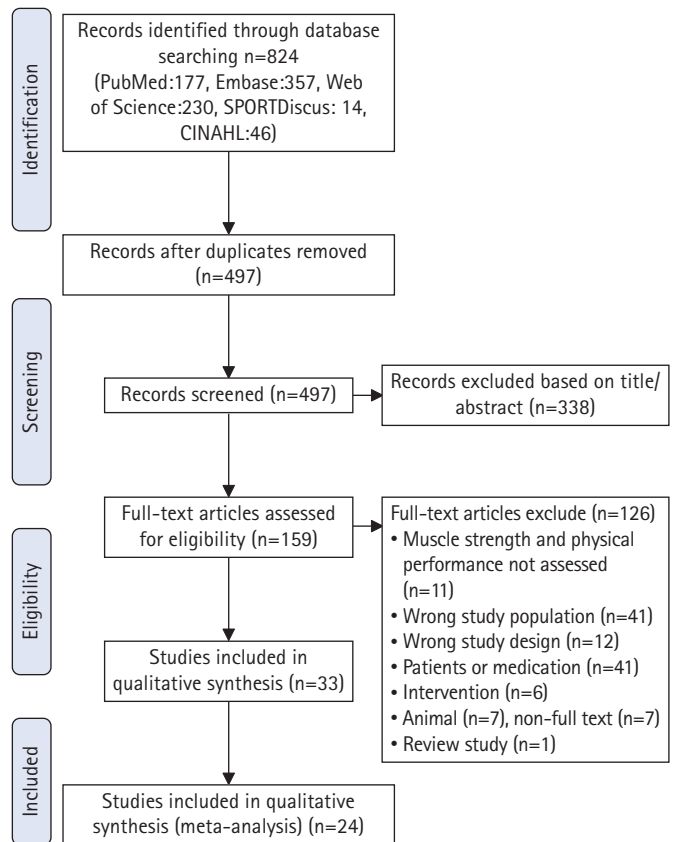 Identification
Records identified through database
searching n=824
(PubMed:177, Embase:357, Web
of Science:230, SPORTDiscus: 14,
CINAHL:46)
Records after duplicates removed
(n=497)
Screening
Records screened (n=497)
Records excluded based on title/
abstract (n=338)
Eligibility
Full-text articles assessed
for eligibility (n=159)
Full-text articles exclude (n=126)
• Muscle strength and physical
performance not assessed
(n=11)
• Wrong study population (n=41)
• Wrong study design (n=12)
• Patients or medication (n=41)
• Intervention (n=6)
• Animal (n=7), non-full text (n=7)
• Review study (n=1)
Studies included in
qualitative synthesis (n=33)
Included
Studies included in qualitative
synthesis (meta-analysis) (n=24)